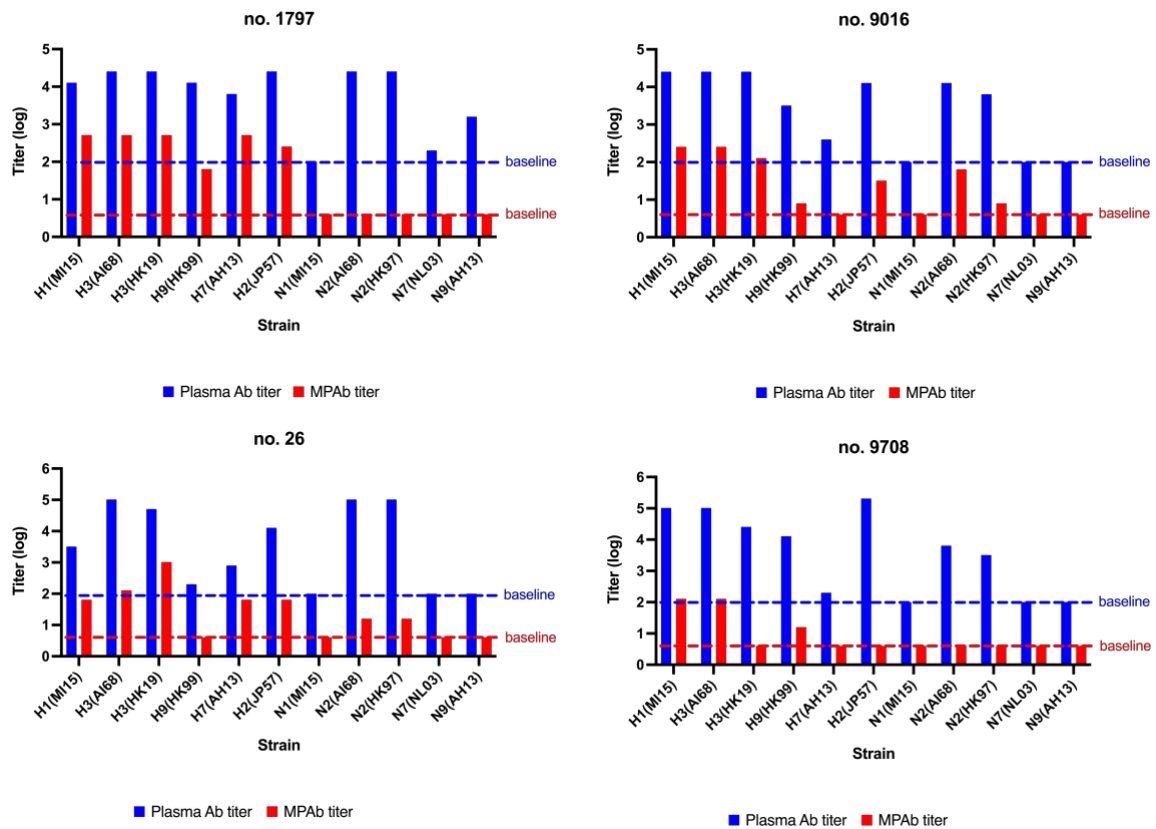 no. 1797
Titer (log)
5
4
3
2
1
0
baseline
baseline
H1(MI15)
H3(AI68)
H3(HK19)
H9(HK99)
H7(AH13)
H2(JP57)
N1(MI15)
N2(AI68)
N2(HK97)
N7(NL03)
N9(AH13)
Strain
Plasma Ab titer MPAb titer
no. 9016
Titer (log)
5
4
3
2
1
0
baseline
baseline
H1(MI15)
H3(AI68)
H3(HK19)
H9(HK99)
H7(AH13)
H2(JP57)
N1(MI15)
N2(AI68)
N2(HK97)
N7(NL03)
N9(AH13)
Strain
Plasma Ab titer MPAb titer
no. 26
Titer (log)
6
5
4
3
2
1
0
baseline
baseline
H1(MI15)
H3(AI68)
H3(HK19)
H9(HK99)
H7(AH13)
H2(JP57)
N1(MI15)
N2(AI68)
N2(HK97)
N7(NL03)
N9(AH13)
Strain
Plasma Ab titer MPAb titer
no. 9708
Titer (log)
6
5
4
3
2
1
0
baseline
baseline
H1(MI15)
H3(AI68)
H3(HK19)
H9(HK99)
H7(AH13)
H2(JP57)
N1(MI15)
N2(AI68)
N2(HK97)
N7(NL03)
N9(AH13)
Strain
Plasma Ab titer MPAb titer